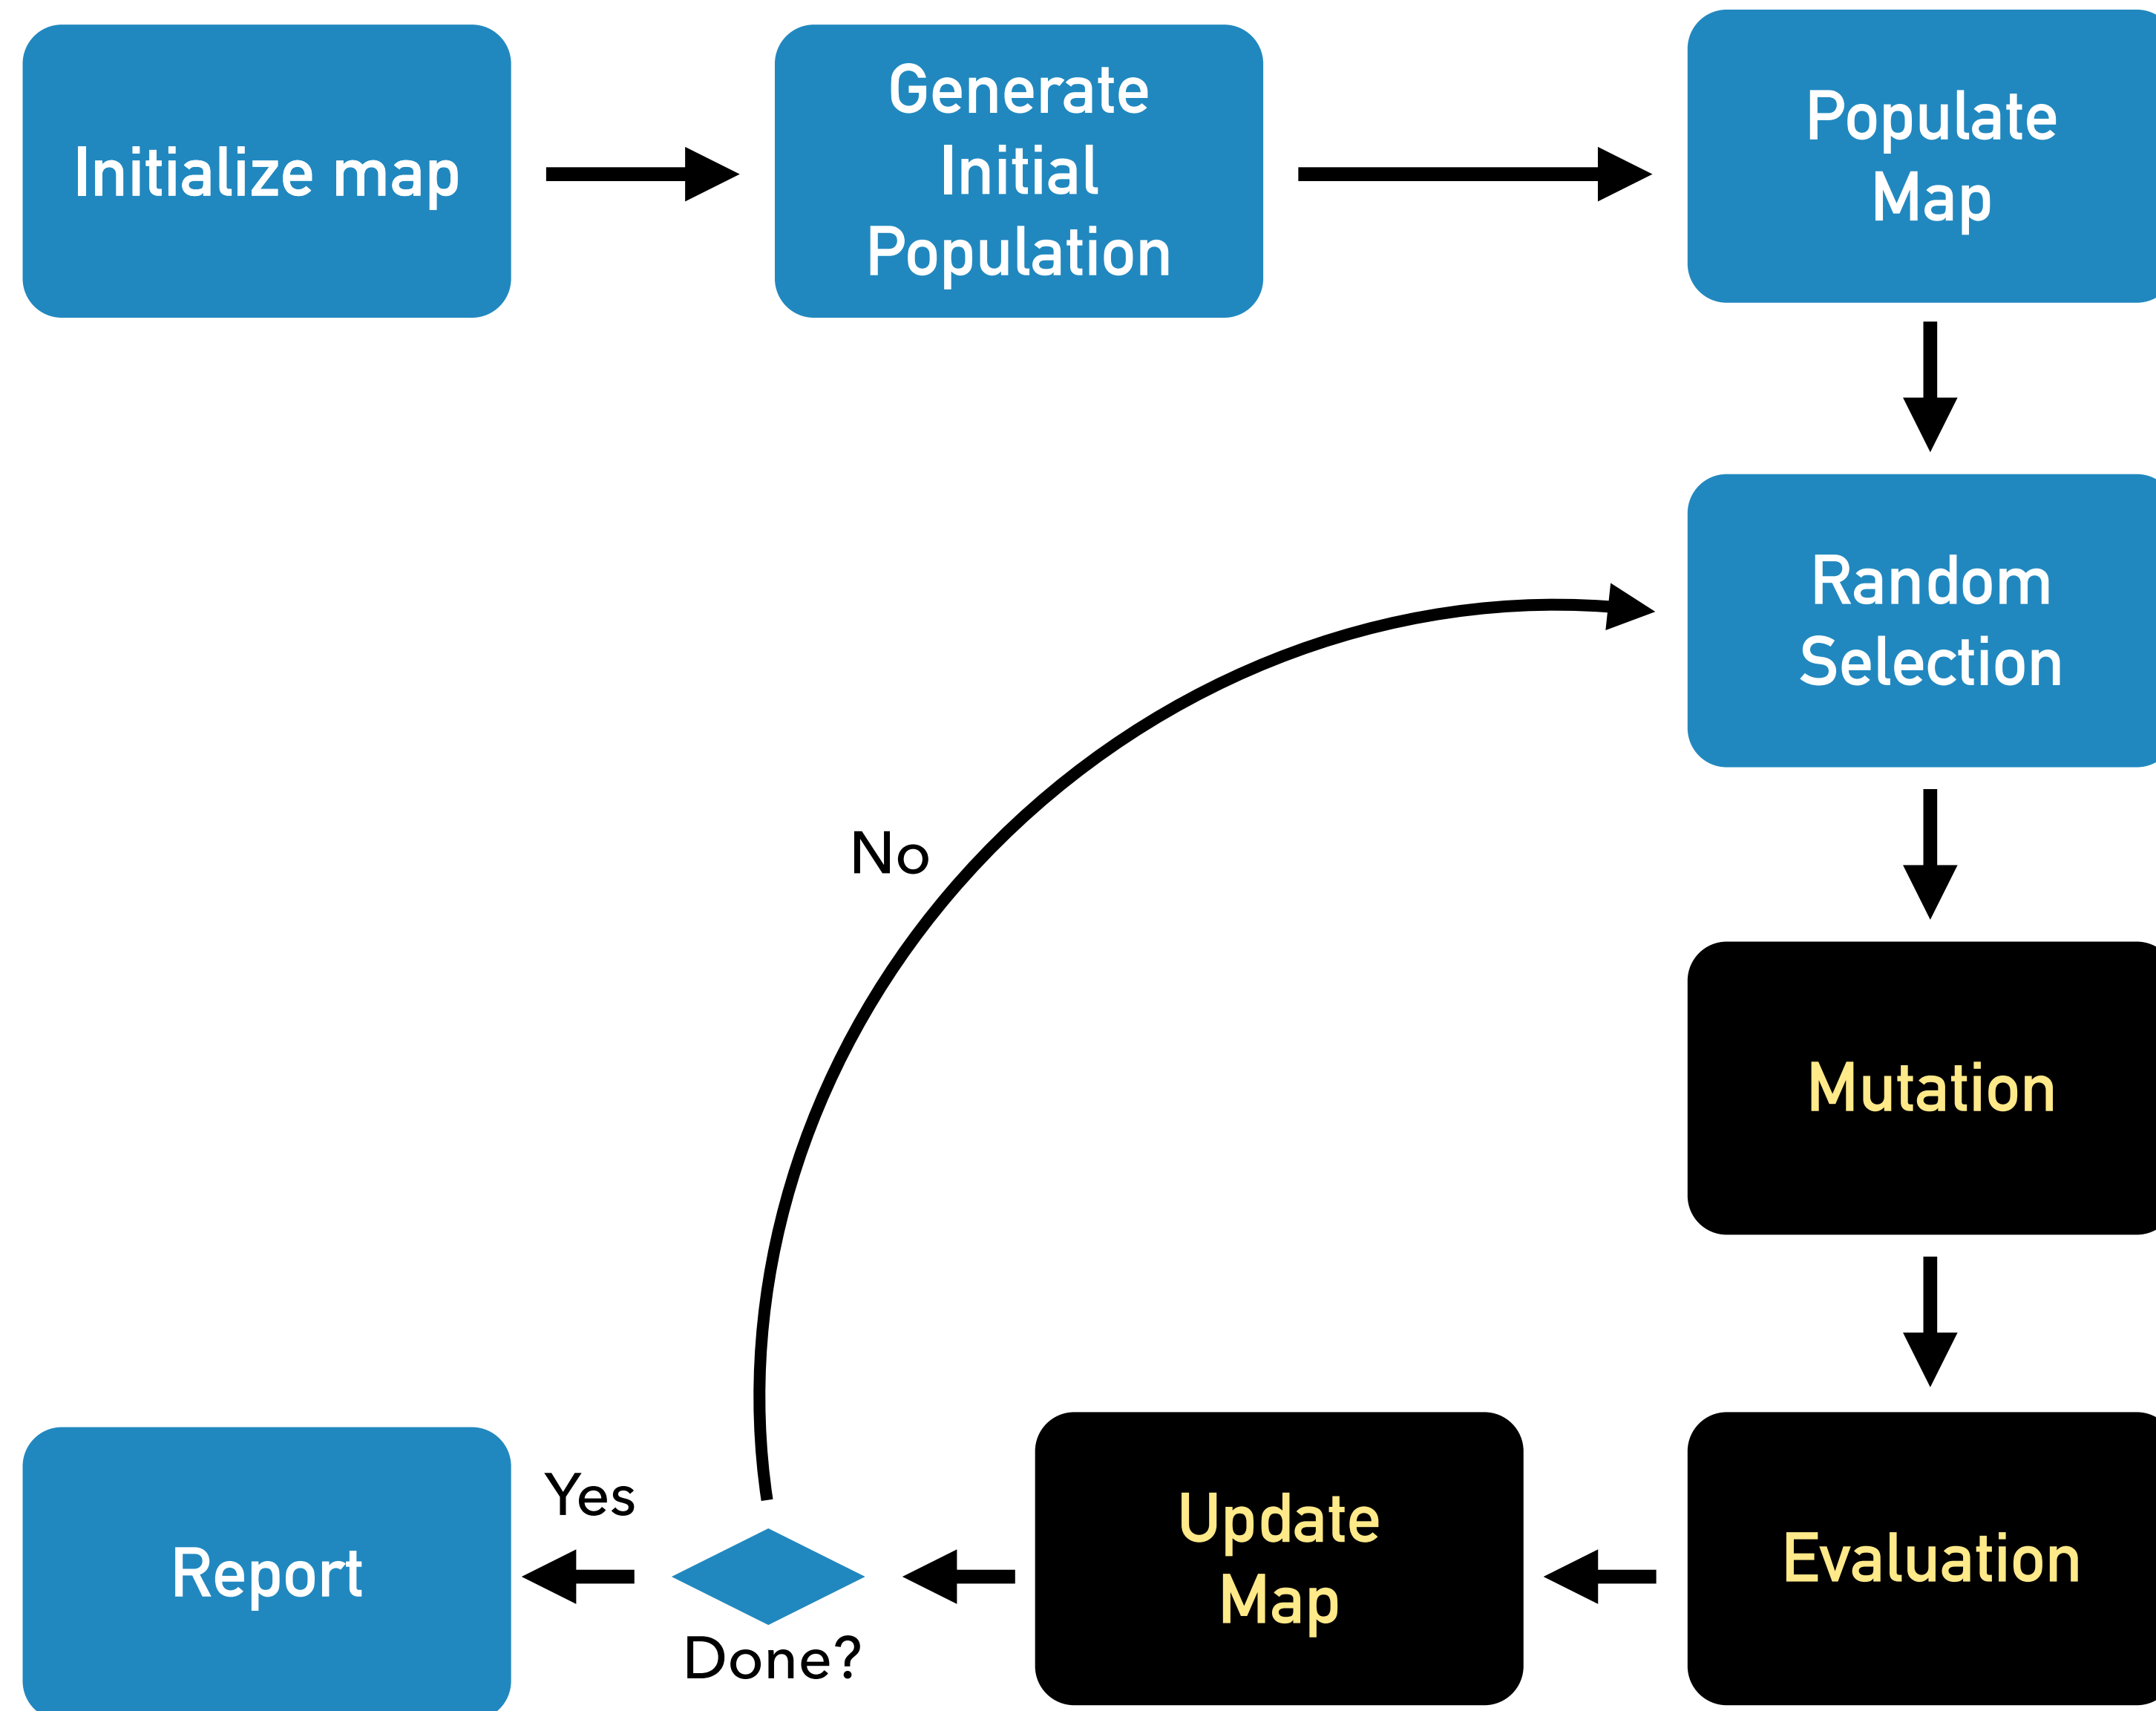 Initialize map
Generate
Initial
Population
Populate
Map
Random
Selection
No
Mutation
Evaluation
Update
Map
Done?
Yes
Report